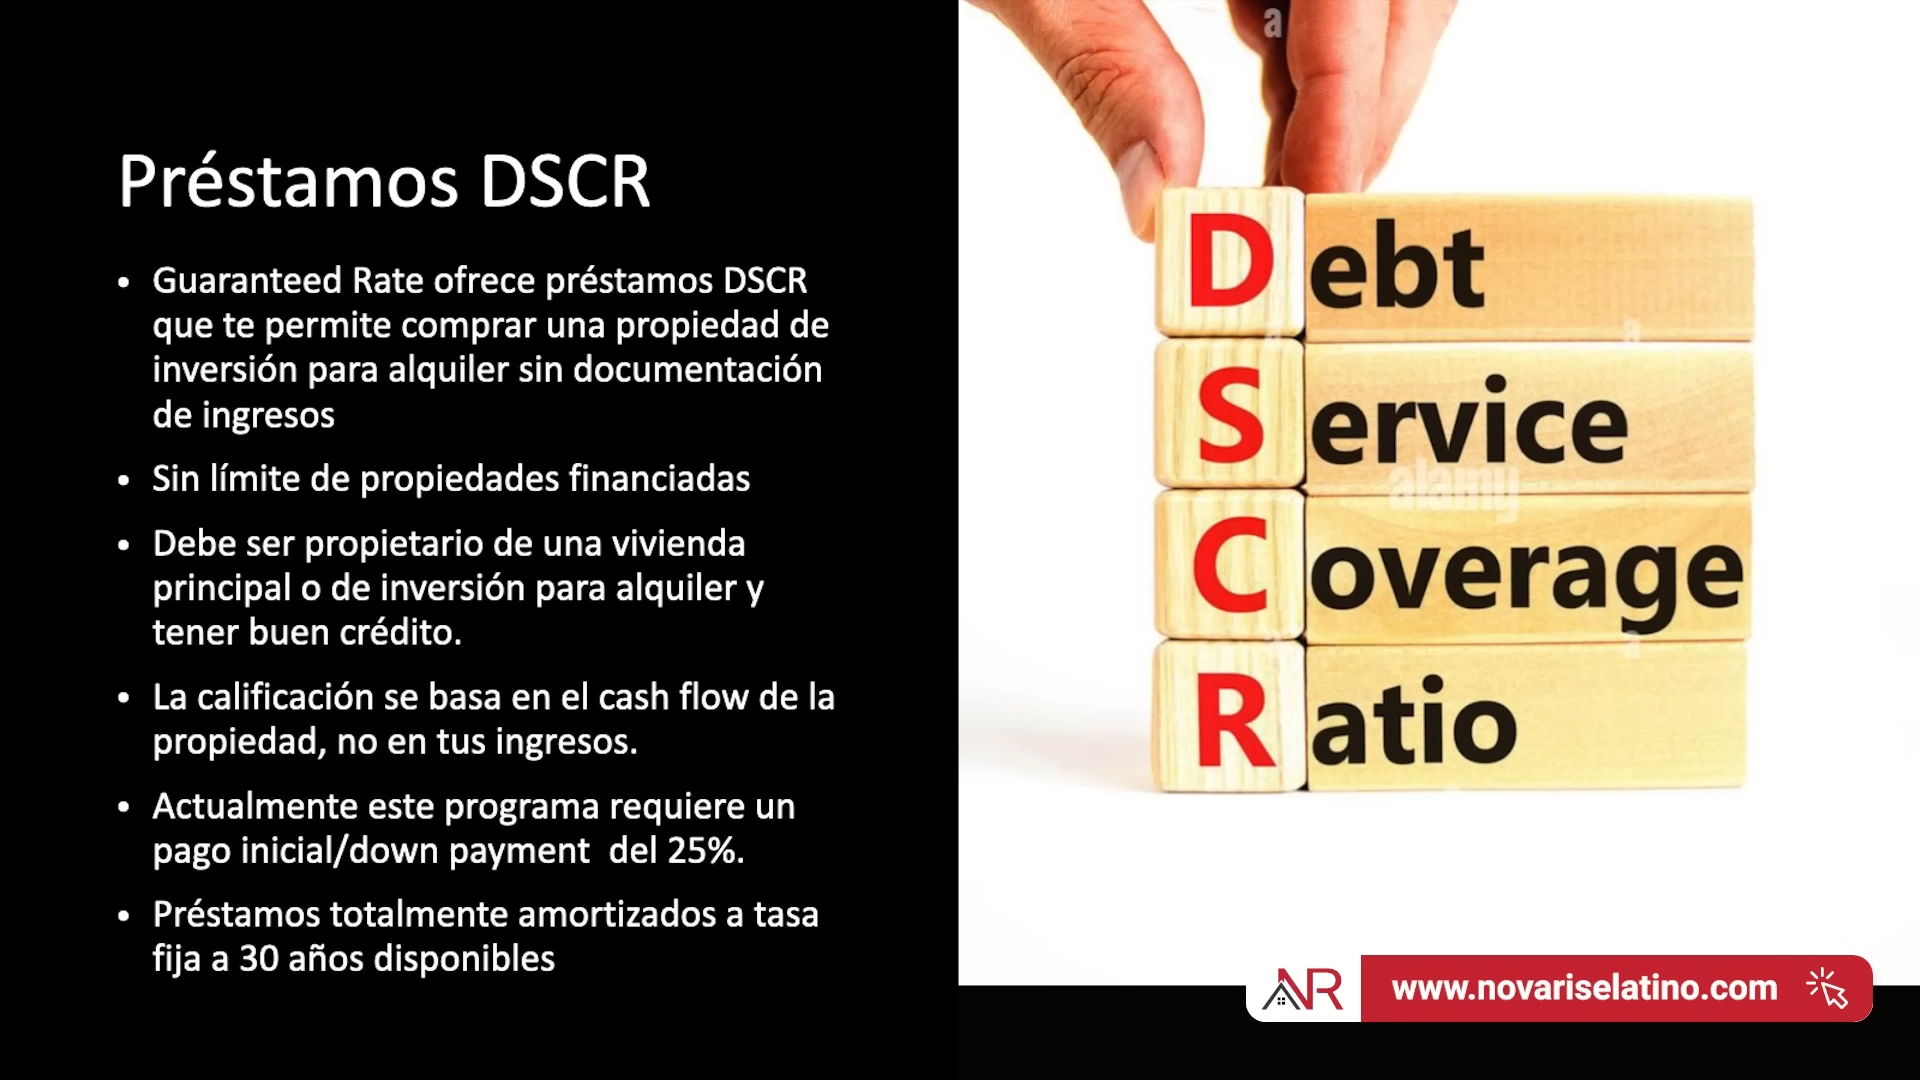 Préstamos DSCR
• Guaranteed Rate ofrece préstamos DSCR
que te permite comprar una propiedad de
inversión para alquiler sin documentación
de ingresos
• Sin límite de propiedades financiadas
• Debe ser propietario de una vivienda
principal o de inversión para alquiler y
tener buen crédito.
• La calificación se basa en el cash flow de la
propiedad, no en tus ingresos.
• Actualmente este programa requiere un
pago inicial/down payment  del 25%.
• Préstamos totalmente amortizados a tasa
fija a 30 años disponibles
a
Debt
a a
Service
alamy
Coverage
a a
Ratio
NR www.novariselatino.com